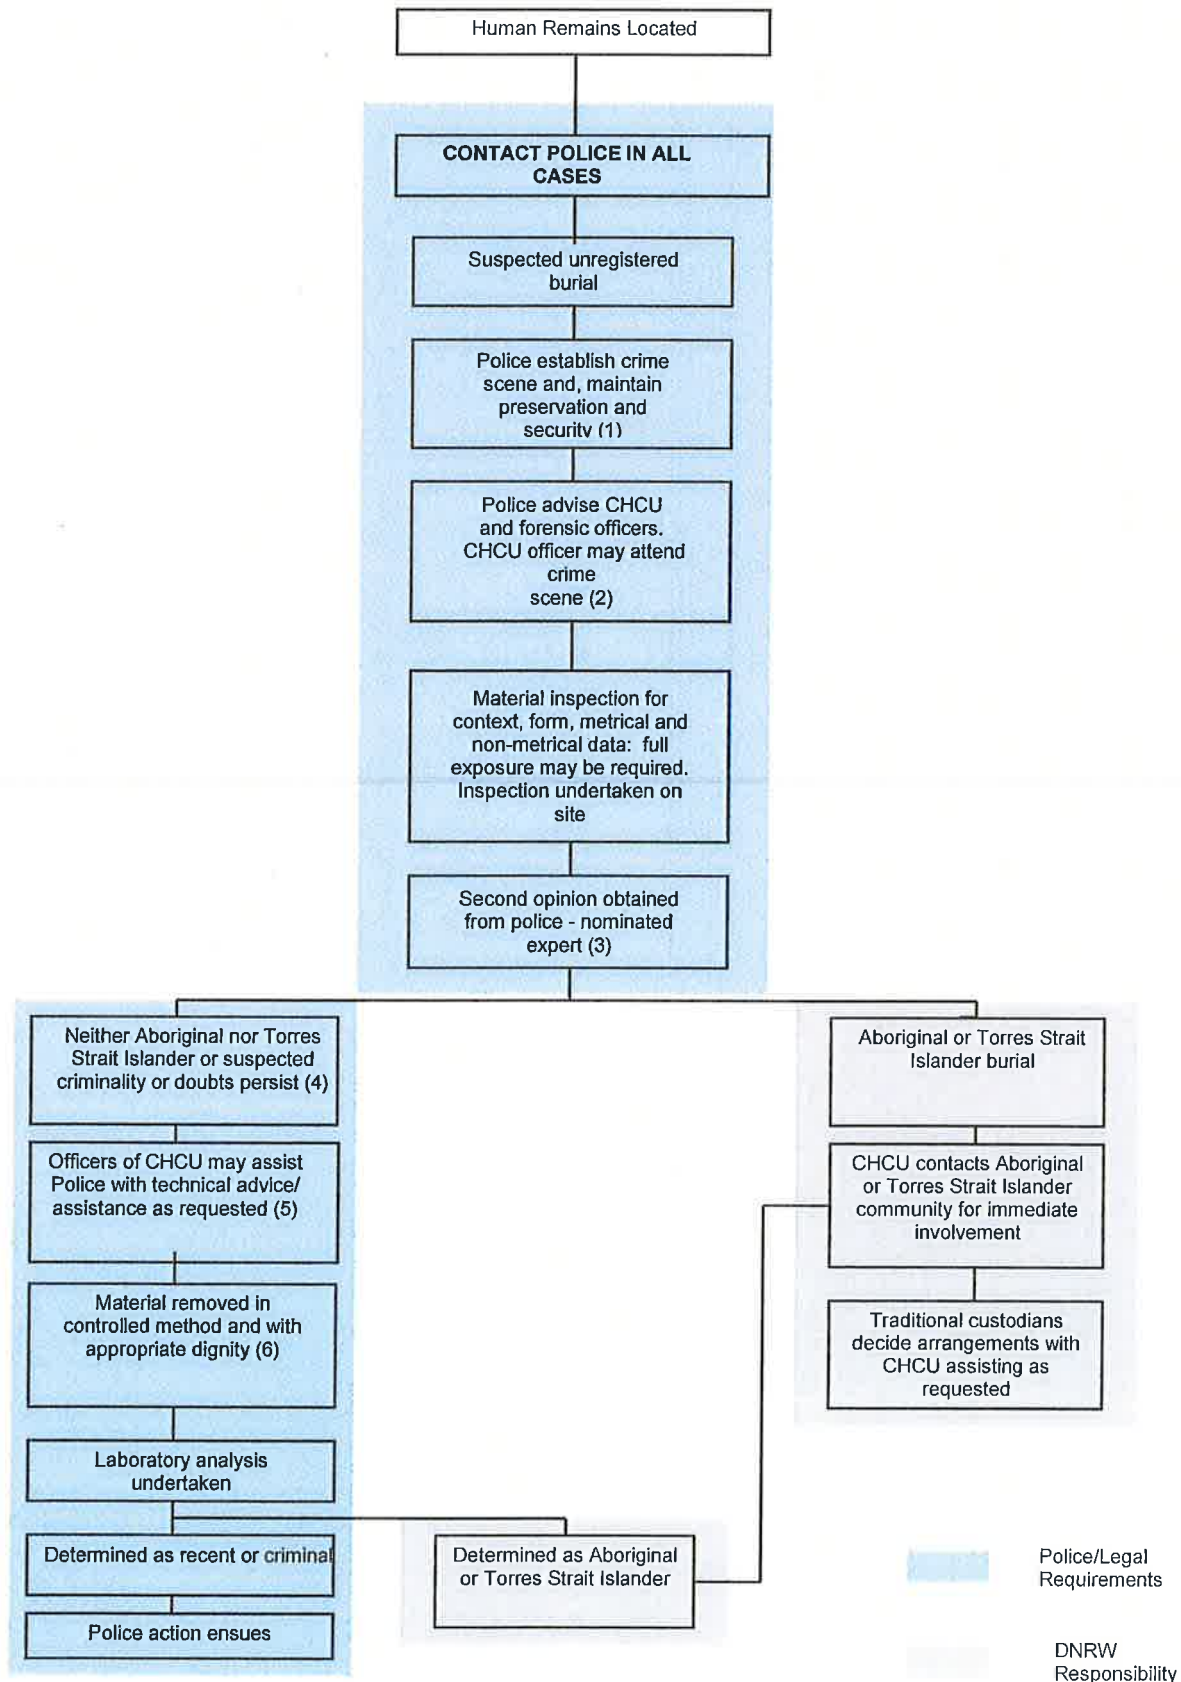 Human Remains Located
CONTACT POLICE IN ALL
CASES
Suspected unregistered
burial
Police establish crime
scene and, maintain
preservation and
security (1)
Police advise CHCU
and forensic officers.
CHCU officer may attend
crime
scene (2)
Material inspection for
context, form, metrical and
non-metrical data: full
exposure may be required.
Inspection undertaken on
site
Second opinion obtained
from police - nominated
expert (3)
Neither Aboriginal nor Torres
Strait Islander or suspected
criminality or doubts persist (4)
Officers of CHCU may assist
Police with technical advice/
assistance as requested (5)
Material removed in
controlled method and with
appropriate dignity (6)
Laboratory analysis
undertaken
Determined as recent or criminal
Police action ensues
Determined as Aboriginal
or Torres Strait Islander
Aboriginal or Torres Strait
Islander burial
CHCU contacts Aboriginal
or Torres Strait Islander
community for immediate
involvement
Traditional custodians
decide arrangements with
CHCU assisting as
requested
Police/Legal
Requirements
DNRW
Responsibility